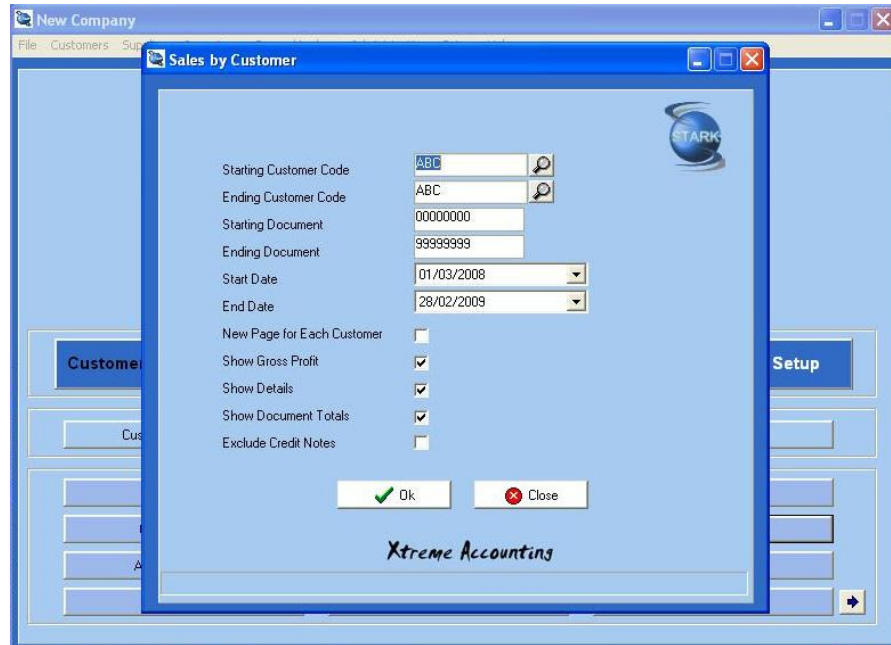 New Company
File Customers
Sales by Customer
STARK
Starting Customer Code ABC
Ending Customer Code ABC
Starting Document 00000000
Ending Document 99999999
Start Date 01/03/2008
End Date 28/02/2009
New Page for Each Customer
Show Gross Profit
Customer Setup
Show Details
Show Document Totals
Exclude Credit Notes
Ok Close
Xtreme Accounting